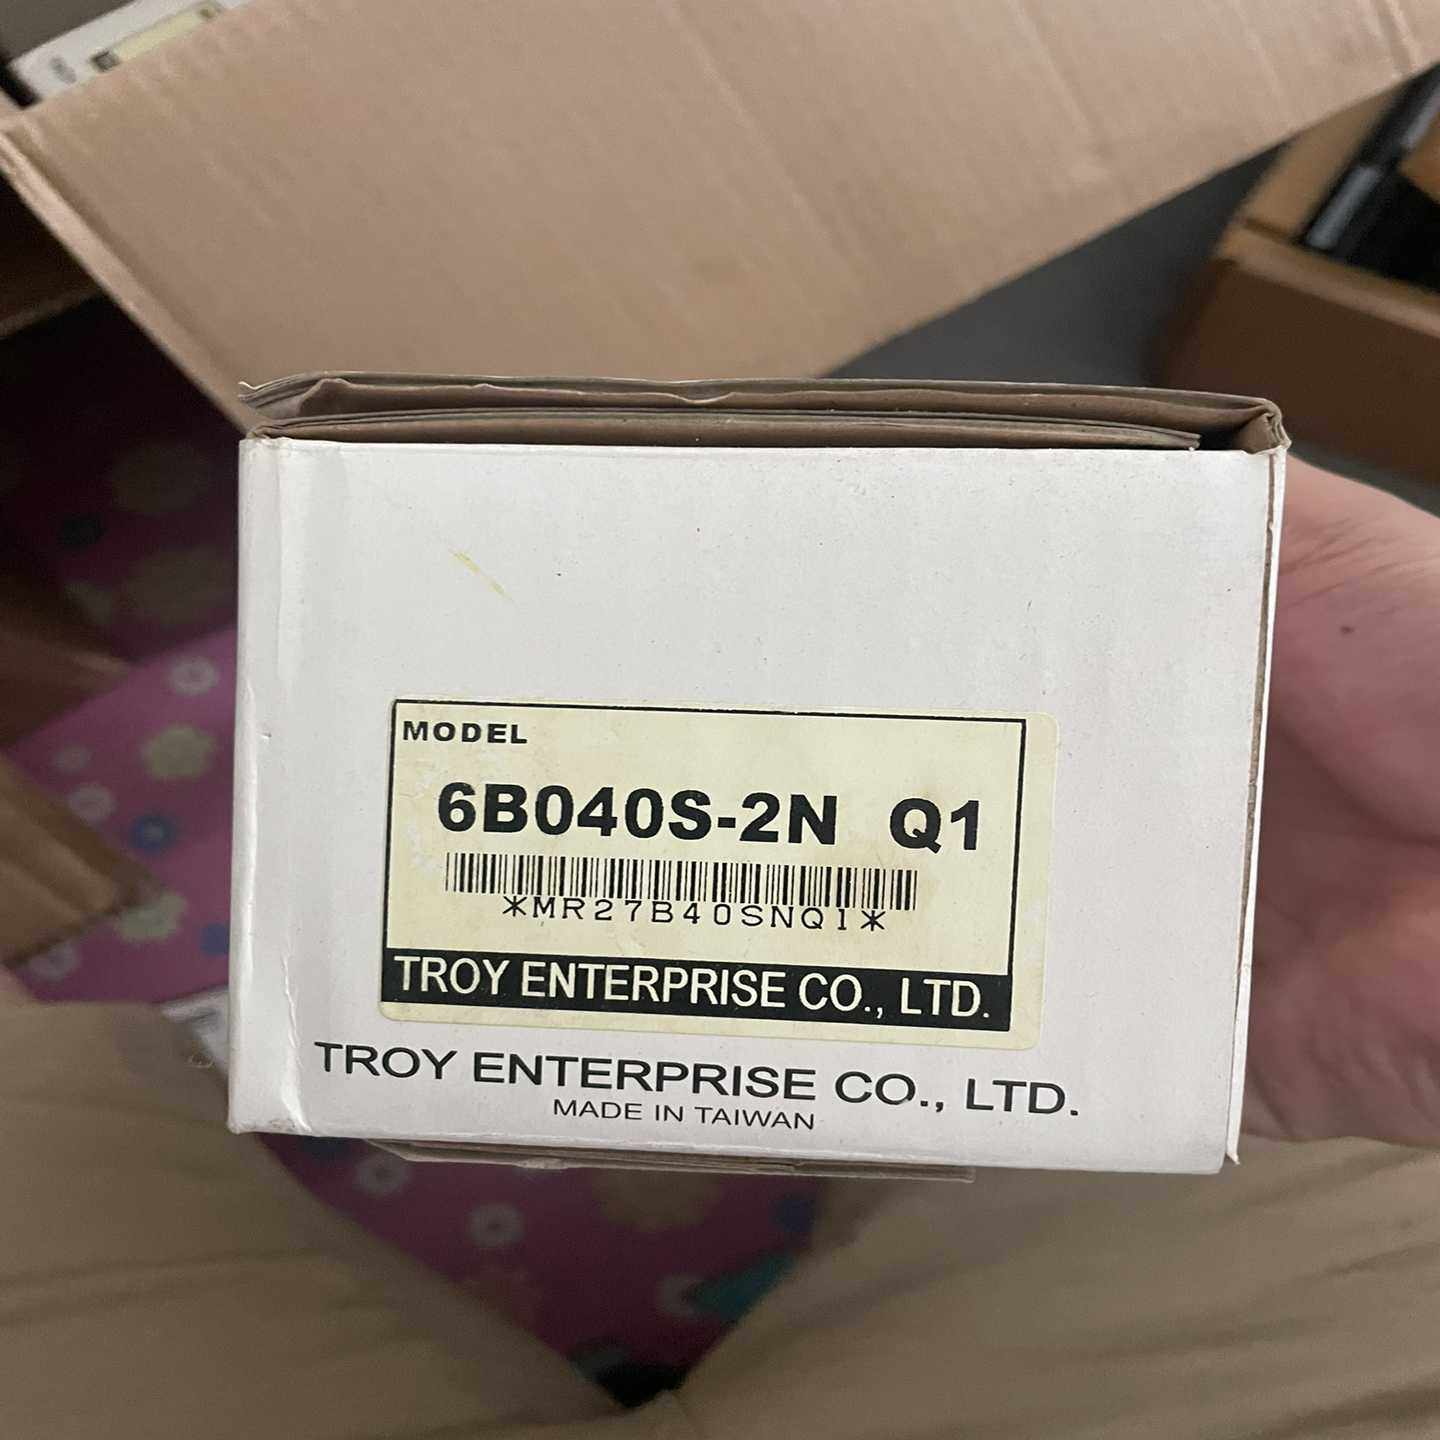 MODEL
6B040S-2N Q1
*MR27B40SNQ1*
TROY ENTERPRISE CO., LTD.
TROY ENTERPRISE CO., LTD.
MADE IN TAIWAN